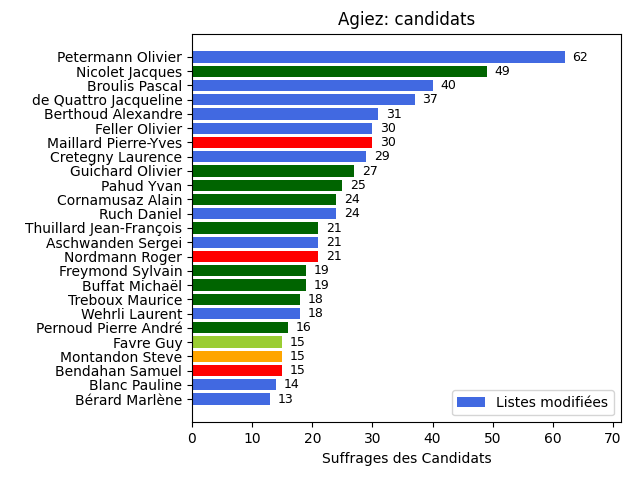 Agiez: candidats
Petermann Olivier 62
Nicolet Jacques 49
Broulis Pascal 40
de Quattro Jacqueline 37
Berthoud Alexandre 31
Feller Olivier 30
Maillard Pierre-Yves 30
Cretegny Laurence 29
Guichard Olivier 27
Pahud Yvan 25
Cornamusaz Alain 24
Ruch Daniel 24
Thuillard Jean-François 21
Aschwanden Sergei 21
Nordmann Roger 21
Freymond Sylvain 19
Buffat Michaël 19
Treboux Maurice 18
Wehrli Laurent 18
Pernoud Pierre André 16
Favre Guy 15
Montandon Steve 15
Bendahan Samuel 15
Blanc Pauline 14
Bérard Marlène 13
Listes modifiées
0 10 20 30 40 50 60 70
Suffrages des Candidats